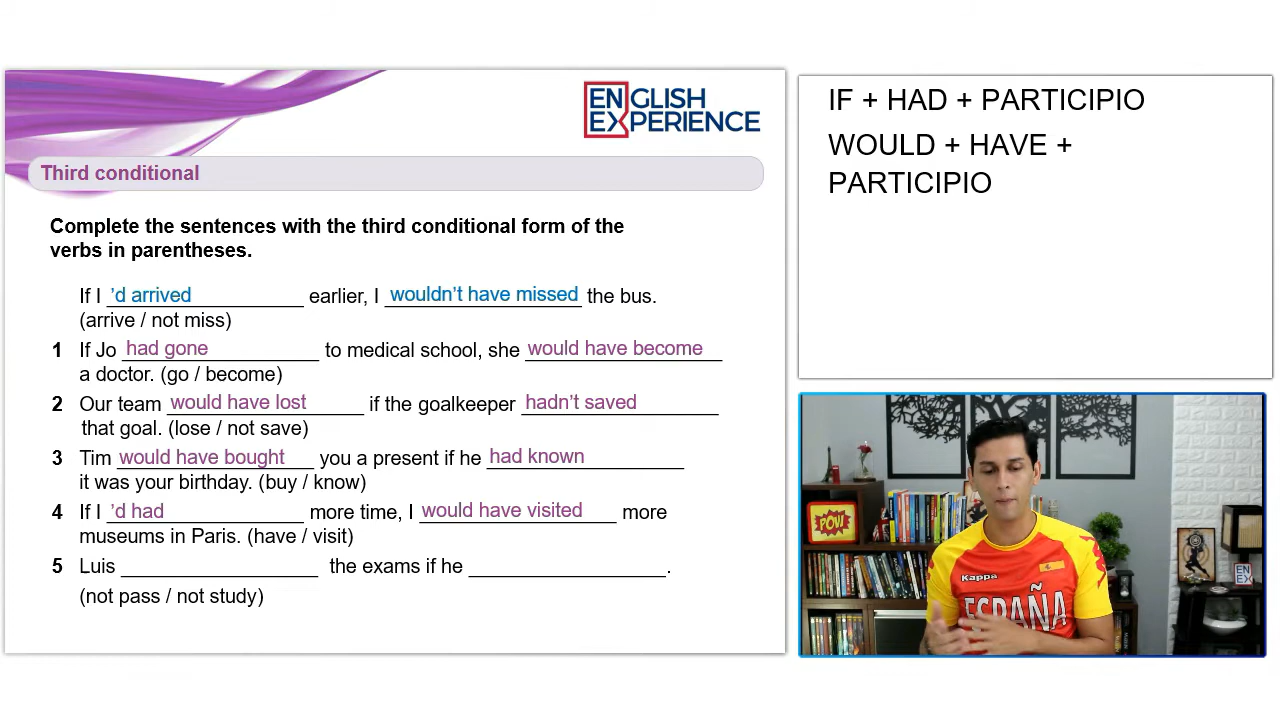 ENGLISH
EXPERIENCE
Third conditional
Complete the sentences with the third conditional form of the
verbs in parentheses.
If I ’d arrived earlier, I wouldn’t have missed the bus.
(arrive / not miss)
1 If Jo had gone to medical school, she would have become
a doctor. (go / become)
2 Our team would have lost if the goalkeeper hadn’t saved
that goal. (lose / not save)
3 Tim would have bought you a present if he had known
it was your birthday. (buy / know)
4 If I ’d had more time, I would have visited more
museums in Paris. (have / visit)
5 Luis __________________ the exams if he __________________.
(not pass / not study)
IF + HAD + PARTICIPIO
WOULD + HAVE +
PARTICIPIO
POW!
Kappa
ESPAÑA
EN
EX